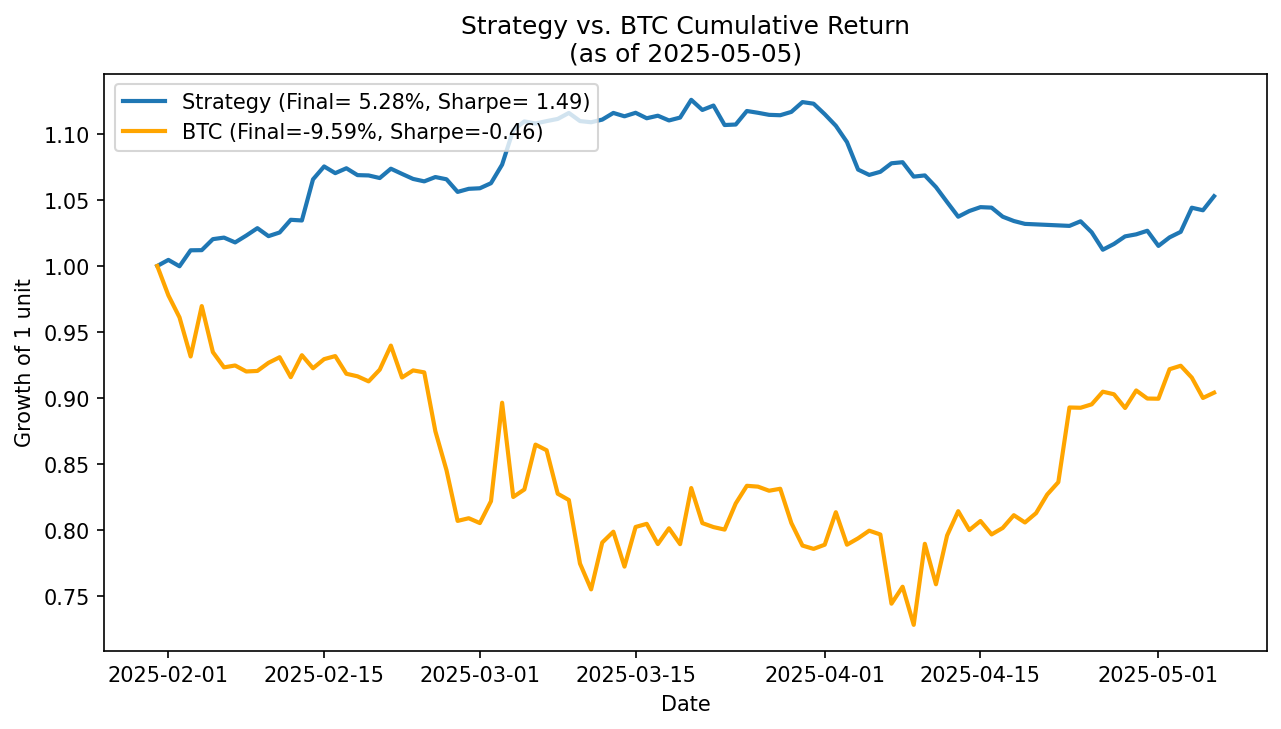 Strategy vs. BTC Cumulative Return
(as of 2025-05-05)
Strategy (Final= 5.28%, Sharpe= 1.49)
BTC (Final=-9.59%, Sharpe=-0.46)
Growth of 1 unit
1.10
1.05
1.00
0.95
0.90
0.85
0.80
0.75
2025-02-01
2025-02-15
2025-03-01
2025-03-15
2025-04-01
2025-04-15
2025-05-01
Date